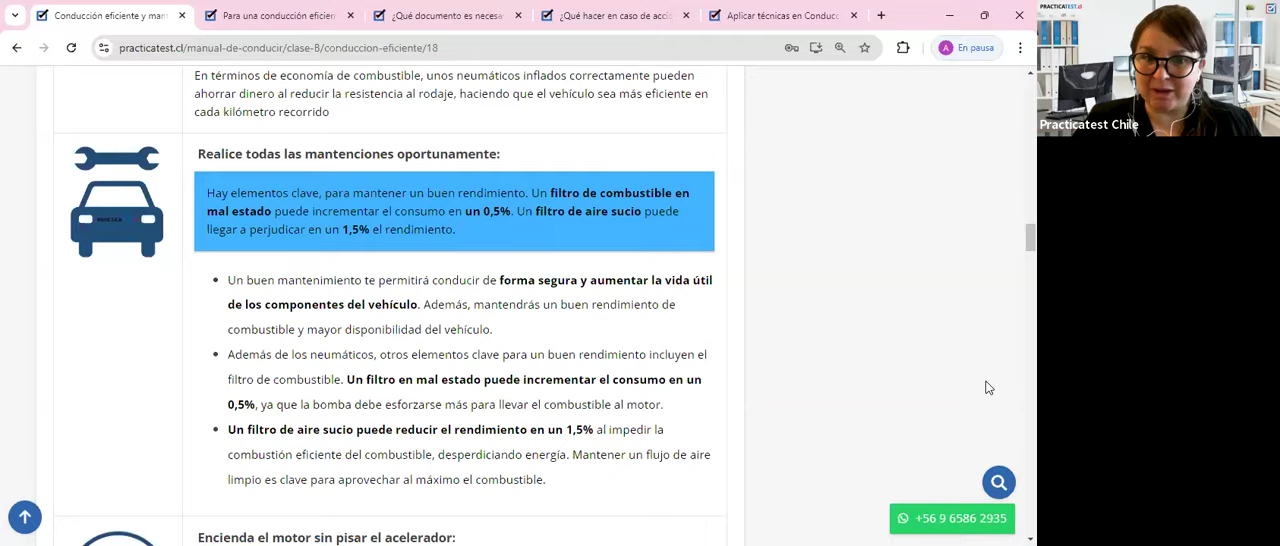 Conducción eficiente y man
Para una conducción eficien
¿Qué documento es necesa
¿Qué hacer en caso de accid
Aplicar técnicas en Conducc
practicatest.cl/manual-de-conducir/clase-B/conduccion-eficiente/18
A En pausa
PRACTICATEST.cl
Practicatest Chile
En términos de economía de combustible, unos neumáticos inflados correctamente pueden
ahorrar dinero al reducir la resistencia al rodaje, haciendo que el vehículo sea más eficiente en
cada kilómetro recorrido
Realice todas las mantenciones oportunamente:
Hay elementos clave, para mantener un buen rendimiento. Un filtro de combustible en
mal estado puede incrementar el consumo en un 0,5%. Un filtro de aire sucio puede
llegar a perjudicar en un 1,5% el rendimiento.
Un buen mantenimiento te permitirá conducir de forma segura y aumentar la vida útil
de los componentes del vehículo. Además, mantendrás un buen rendimiento de
combustible y mayor disponibilidad del vehículo.
Además de los neumáticos, otros elementos clave para un buen rendimiento incluyen el
filtro de combustible. Un filtro en mal estado puede incrementar el consumo en un
0,5%, ya que la bomba debe esforzarse más para llevar el combustible al motor.
Un filtro de aire sucio puede reducir el rendimiento en un 1,5% al impedir la
combustión eficiente del combustible, desperdiciando energía. Mantener un flujo de aire
limpio es clave para aprovechar al máximo el combustible.
+56 9 6586 2935
Encienda el motor sin pisar el acelerador: